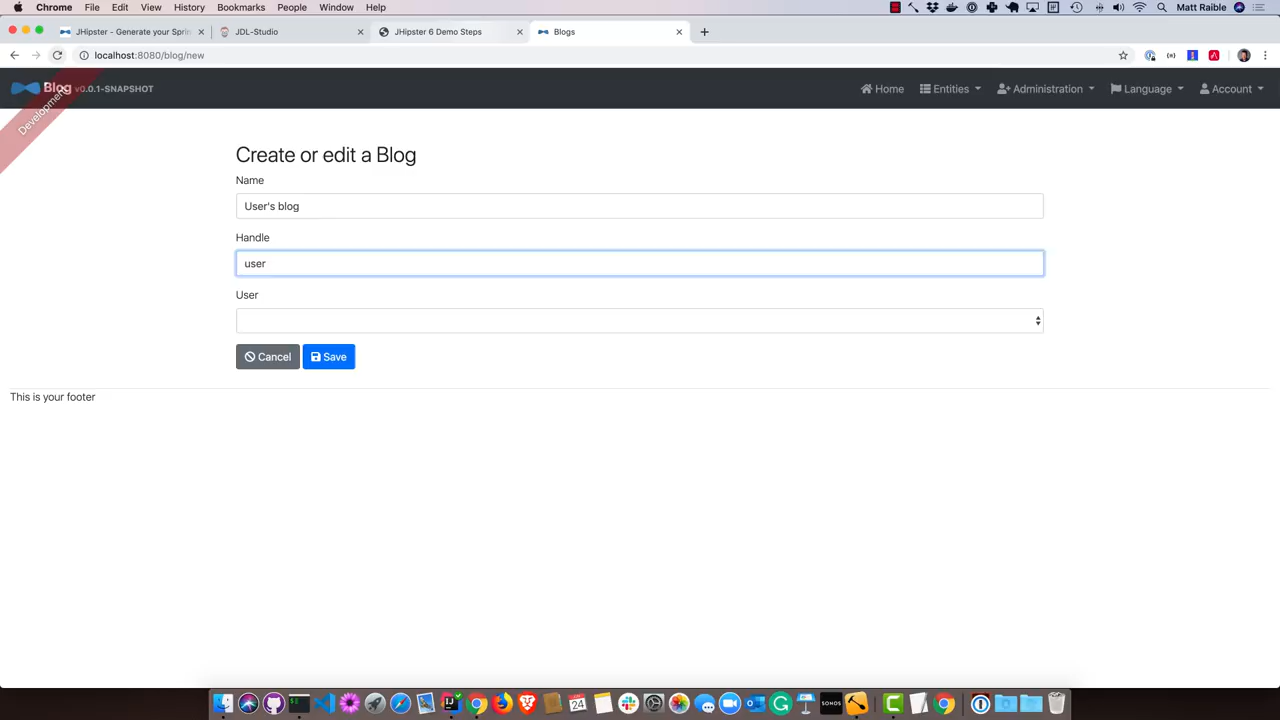 Chrome File Edit View History Bookmarks People Window Help Matt Raible
JHipster - Generate your Sprin JDL-Studio JHipster 6 Demo Steps Blogs
localhost:8080/blog/new
Blog v0.0.1-SNAPSHOT Home Entities Administration Language Account
Development
Create or edit a Blog
Name
User's blog
Handle
user
User
Cancel Save
This is your footer
24
SONOS